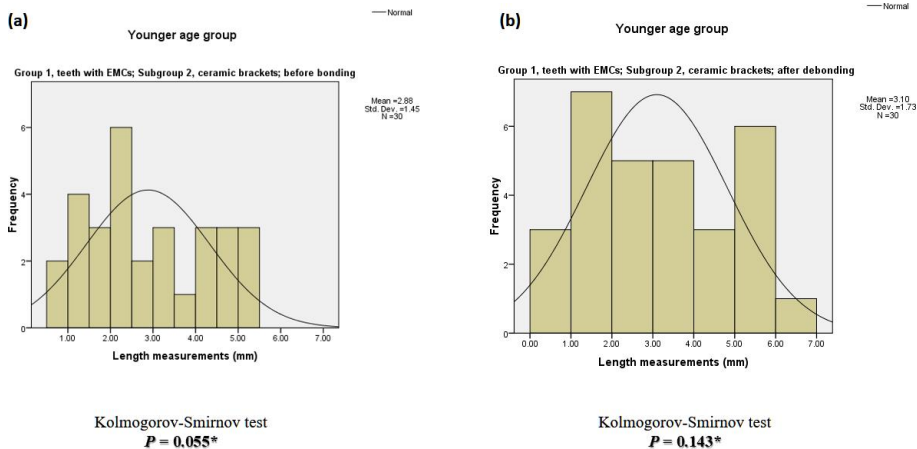 (a)
Normal
Younger age group
Group 1, teeth with EMCs; Subgroup 2, ceramic brackets; before bonding
Mean =2.88
Std. Dev. =1.45
N =30
Frequency
6
4
2
0
1.00 2.00 3.00 4.00 5.00 6.00 7.00
Length measurements (mm)
Kolmogorov-Smirnov test
P = 0.055*
(b)
Normal
Younger age group
Group 1, teeth with EMCs; Subgroup 2, ceramic brackets; after debonding
Mean =3.10
Std. Dev. =1.73
N =30
Frequency
6
4
2
0
0.00 1.00 2.00 3.00 4.00 5.00 6.00 7.00
Length measurements (mm)
Kolmogorov-Smirnov test
P = 0.143*